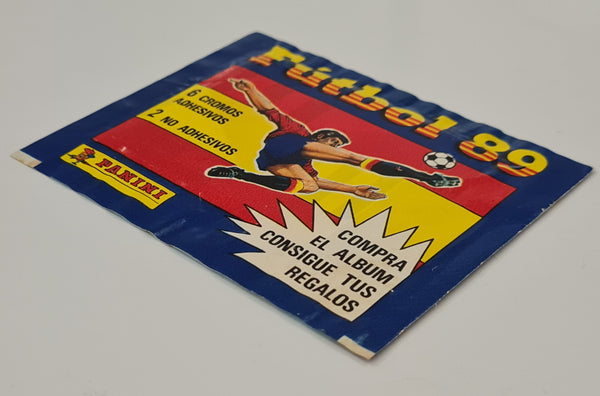 Fútbol 89
6 CROMOS
ADHESIVOS
2 NO ADHESIVOS
PANINI
COMPRA
EL ALBUM
CONSIGUE TUS
REGALOS